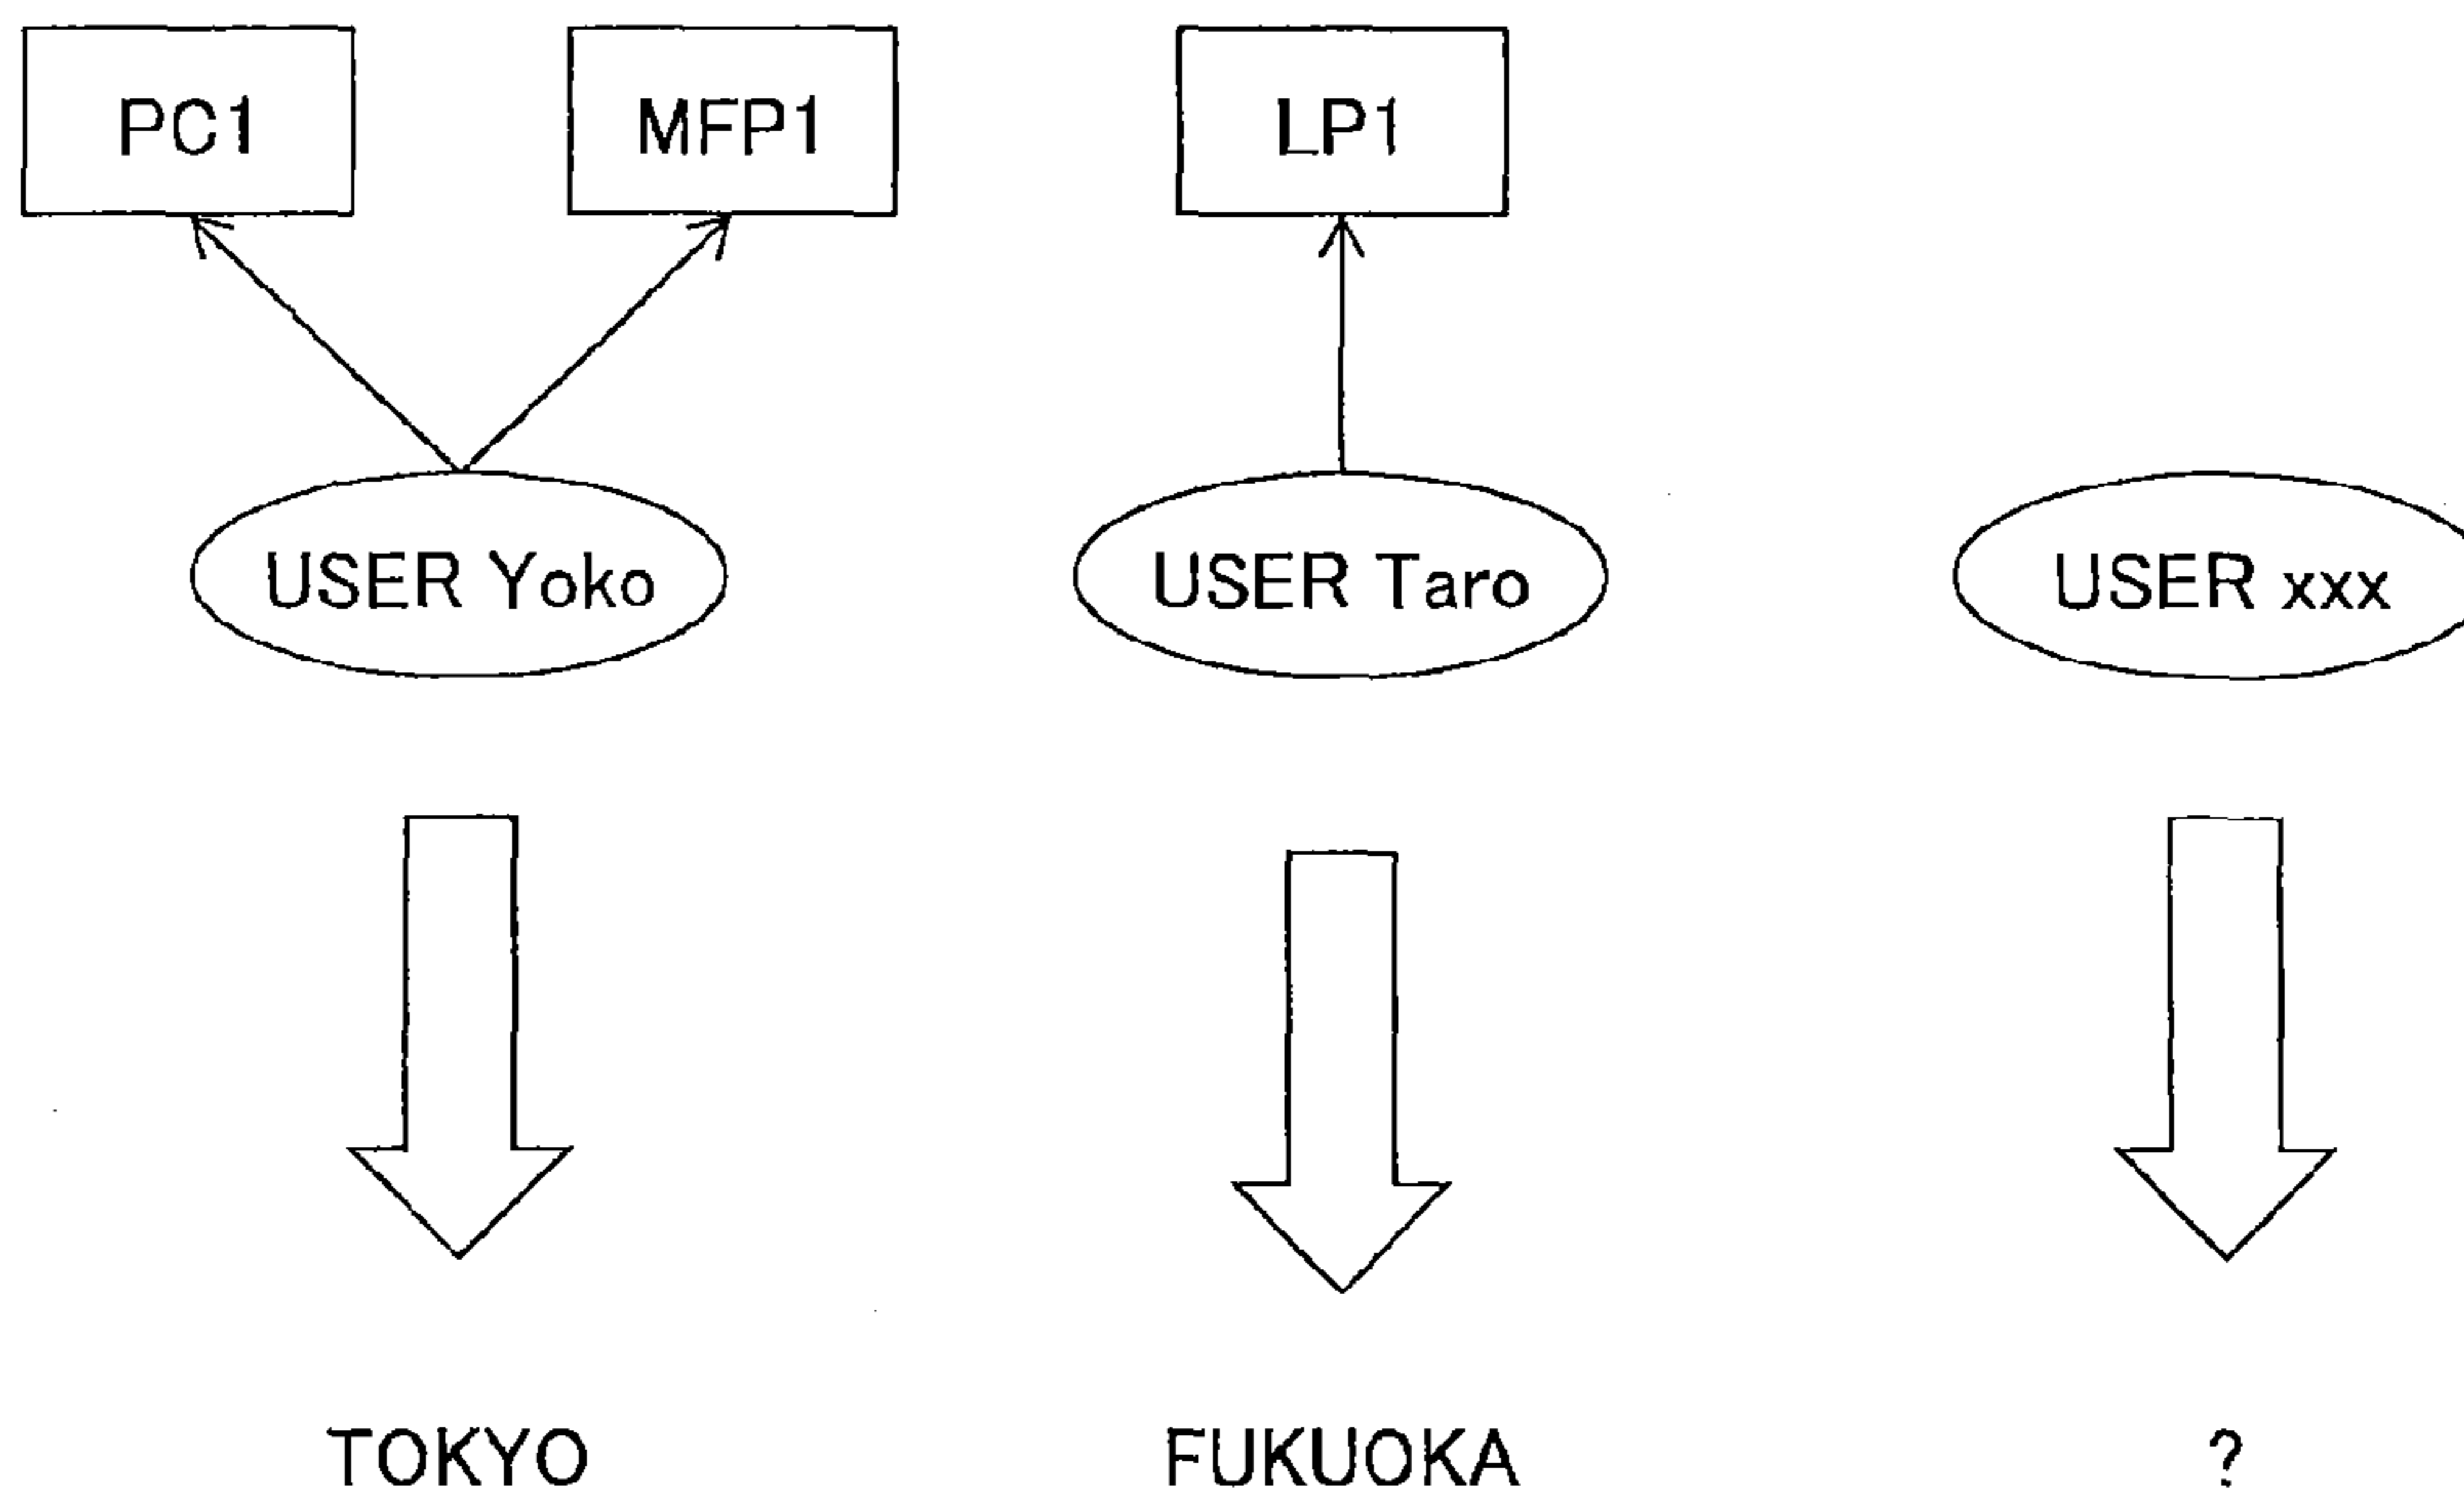 PC1
MFP1
LP1
USER Yoko
USER Taro
USER xxx
TOKYO
FUKUOKA
?